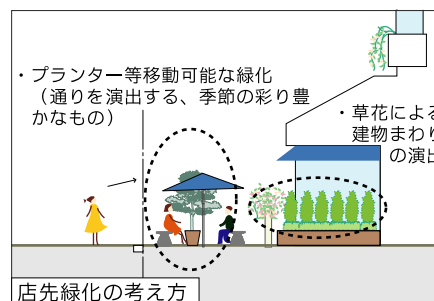 ・プランター等移動可能な緑化
（通りを演出する、季節の彩り豊
かなもの）
・草花による
建物まわり
の演出
店先緑化の考え方